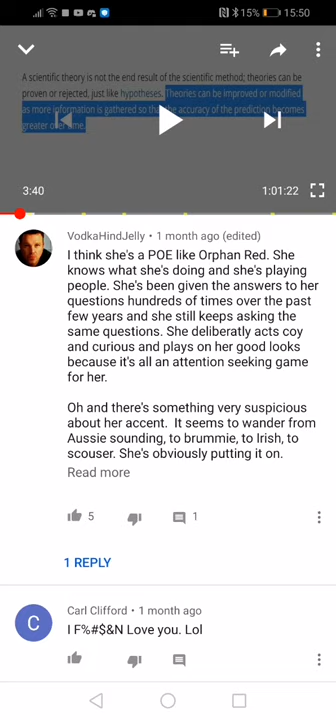 15% 15:50
A scientific theory is not the end result of the scientific method; theories can be
proven or rejected, just like hypotheses. Theories can be improved or modified
as more information is gathered so that the accuracy of the prediction becomes
greater over time.
3:40 1:01:22
VodkaHindJelly • 1 month ago (edited)
I think she's a POE like Orphan Red. She
knows what she's doing and she's playing
people. She's been given the answers to her
questions hundreds of times over the past
few years and she still keeps asking the
same questions. She deliberatly acts coy
and curious and plays on her good looks
because it's all an attention seeking game
for her.
Oh and there's something very suspicious
about her accent.  It seems to wander from
Aussie sounding, to brummie, to Irish, to
scouser. She's obviously putting it on.
Read more
5 1
1 REPLY
C
Carl Clifford • 1 month ago
I F%#$&N Love you. Lol